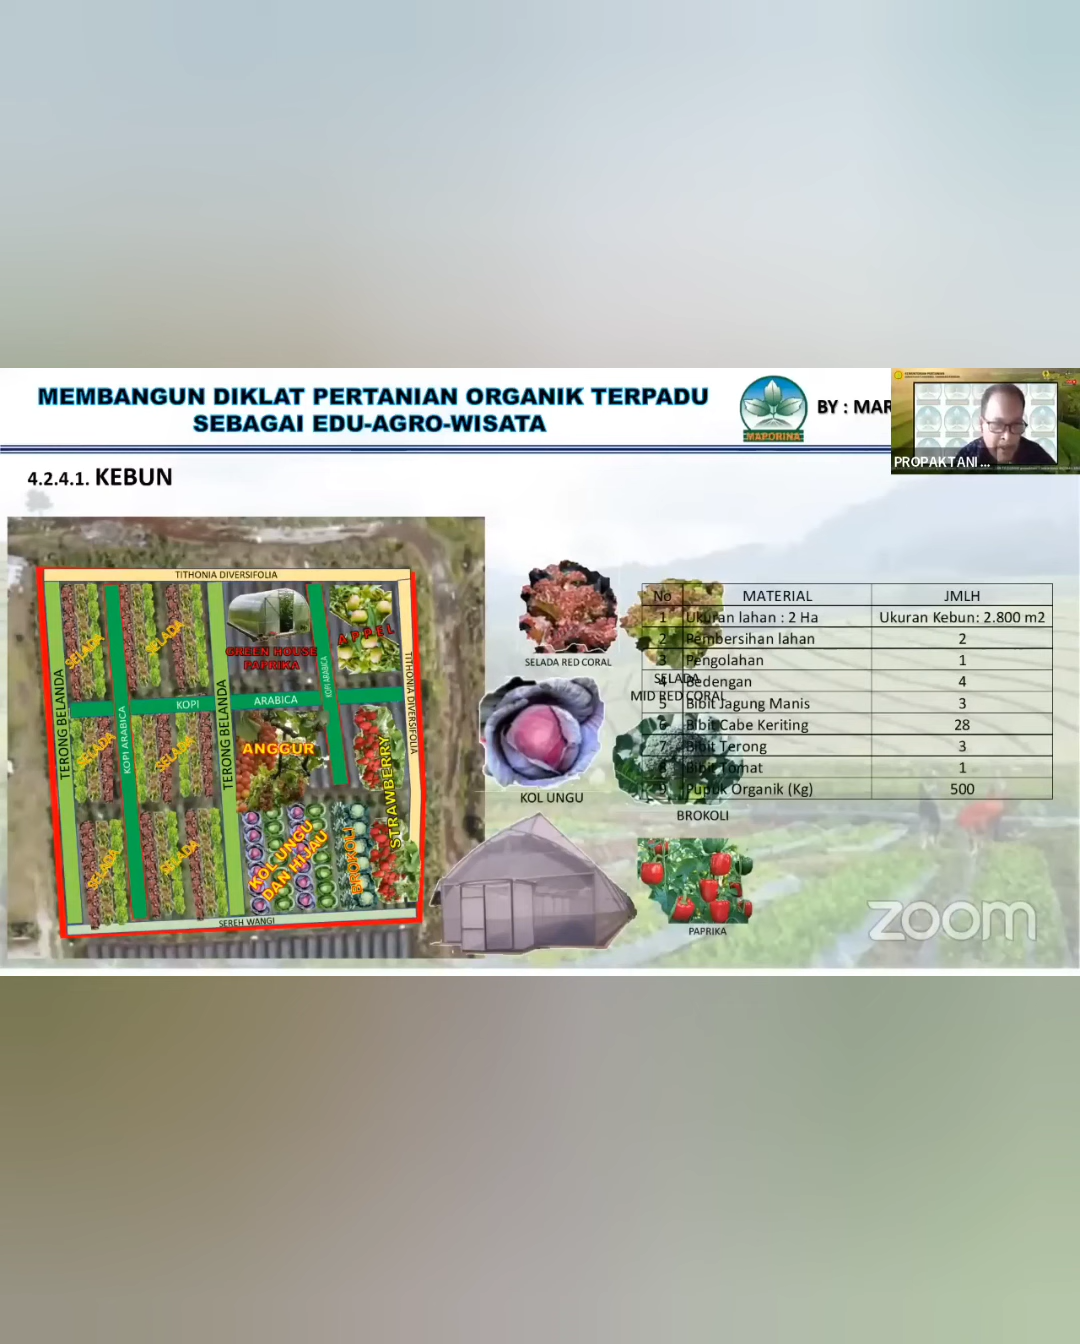 MEMBANGUN DIKLAT PERTANIAN ORGANIK TERPADU
SEBAGAI EDU-AGRO-WISATA
MAPORINA
BY : MAP
PROPAKTANI ...
4.2.4.1. KEBUN
TITHONIA DIVERSIFOLIA
SELADA
SELADA
GREEN HOUSE
PAPRIKA
APPEL
KOPI ARABICA
TITHONIA DIVERSIFOLIA
TERONG BELANDA
KOPI ARABICA
KOPI ARABICA
TERONG BELANDA
SELADA
SELADA
ANGGUR
STRAWBERRY
SELADA
SELADA
KOL UNGU
DAN HIJAU
BROKOLI
SEREH WANGI
SELADA RED CORAL
SELADA
MID RED CORAL
KOL UNGU
BROKOLI
PAPRIKA
No MATERIAL JMLH
1 Ukuran lahan : 2 Ha Ukuran Kebun: 2.800 m2
2 Pembersihan lahan 2
3 Pengolahan 1
4 Bedengan 4
5 Bibit Jagung Manis 3
6 Bibit Cabe Keriting 28
7 Bibit Terong 3
8 Bibit Tomat 1
9 Pupuk Organik (Kg) 500
zoom